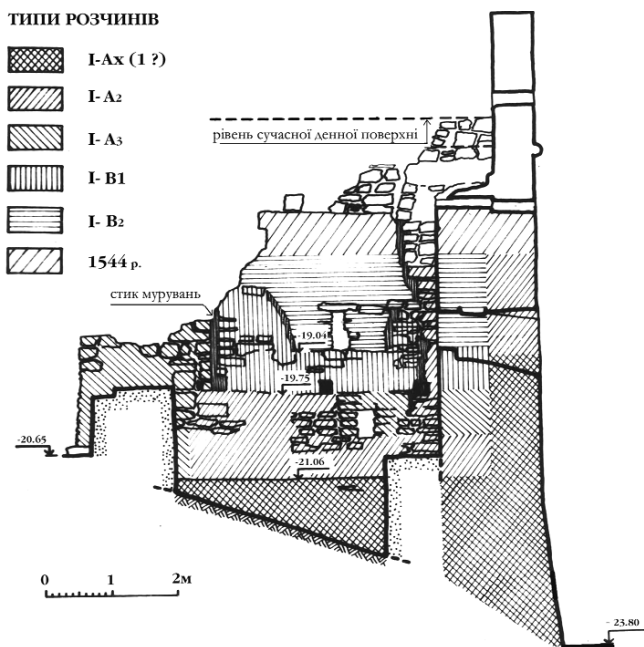 ТИПИ РОЗЧИНІВ
I-Ax (1 ?)
I-A2
I-A3
I-B1
I-B2
1544 р.
рівень сучасної денної поверхні
стик мурувань
-19.04
-19.75
-20.65
-21.06
0 1 2м
- 23.80